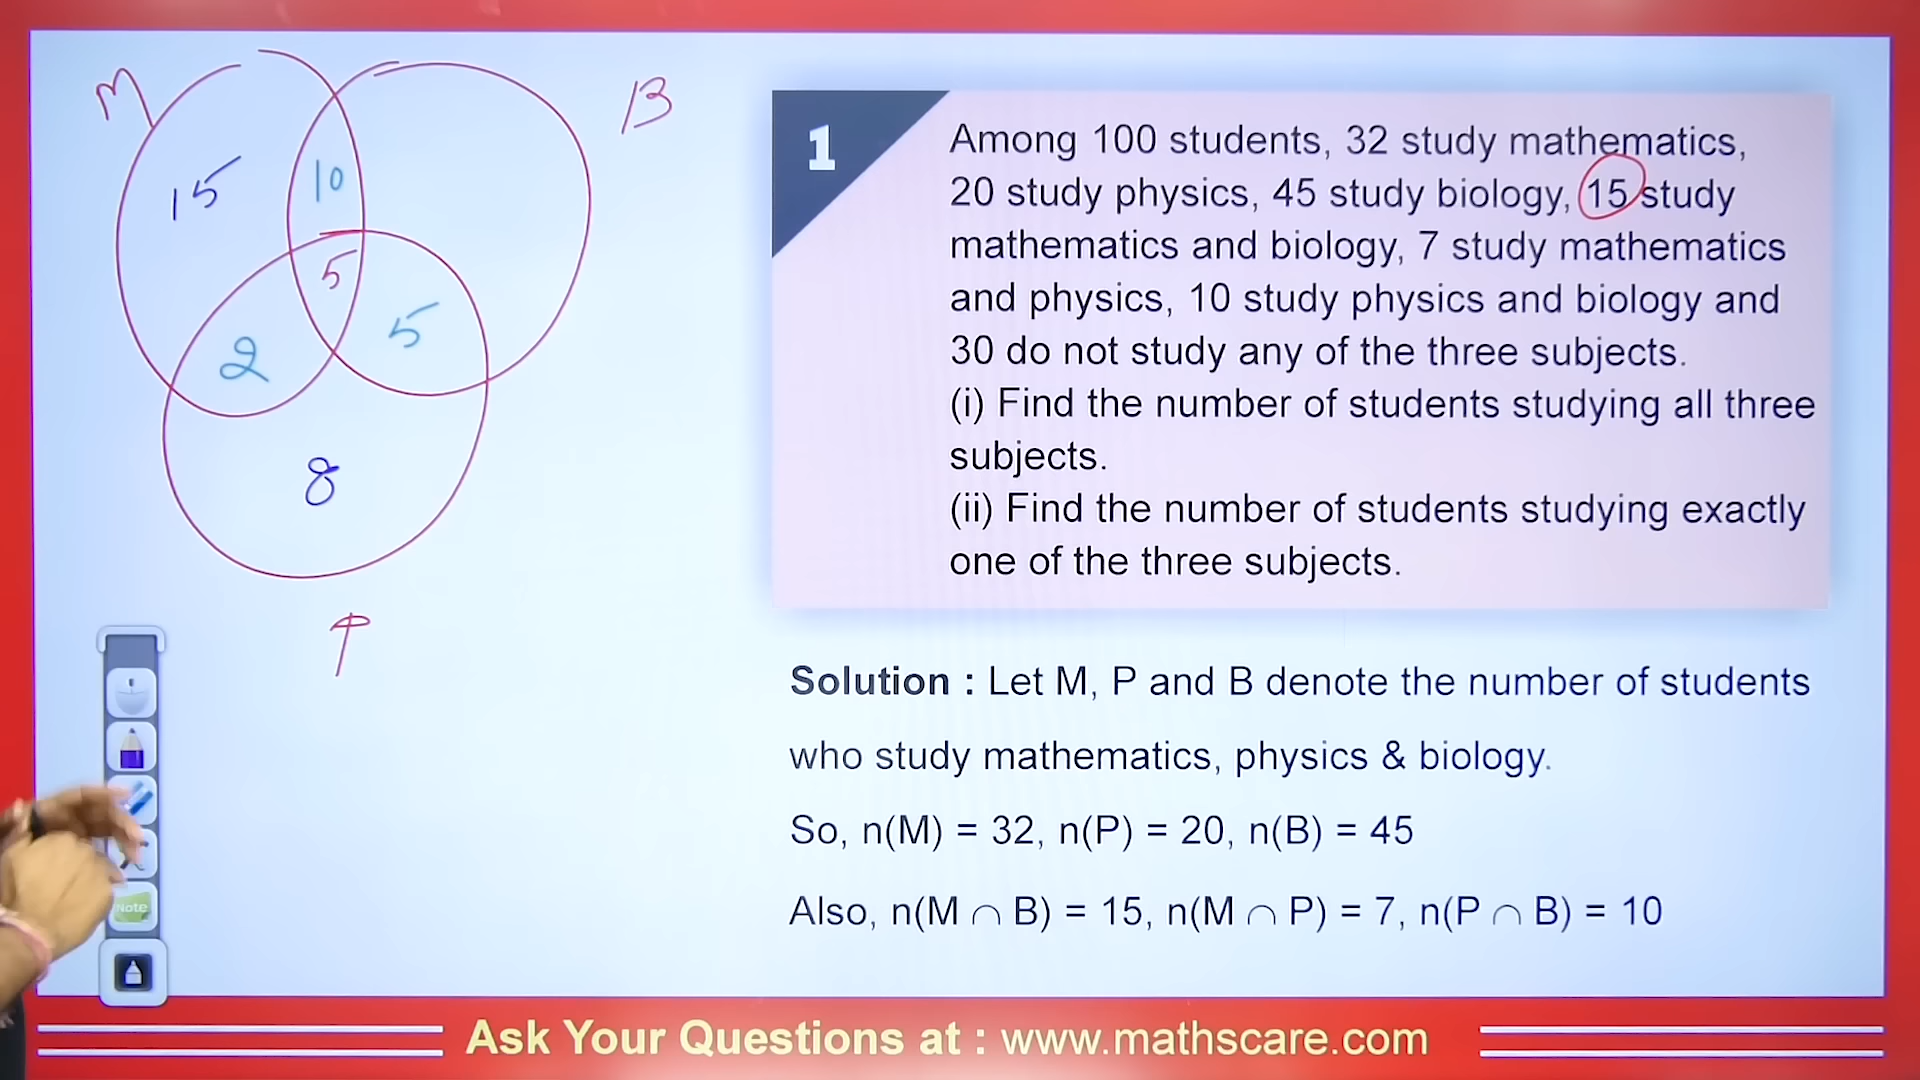 M
B
15
10
5
2
5
8
P
1
Among 100 students, 32 study mathematics,
20 study physics, 45 study biology, 15 study
mathematics and biology, 7 study mathematics
and physics, 10 study physics and biology and
30 do not study any of the three subjects.
(i) Find the number of students studying all three
subjects.
(ii) Find the number of students studying exactly
one of the three subjects.
Solution : Let M, P and B denote the number of students
who study mathematics, physics & biology.
So, n(M) = 32, n(P) = 20, n(B) = 45
Also, n(M ∩ B) = 15, n(M ∩ P) = 7, n(P ∩ B) = 10
Note
Ask Your Questions at : www.mathscare.com